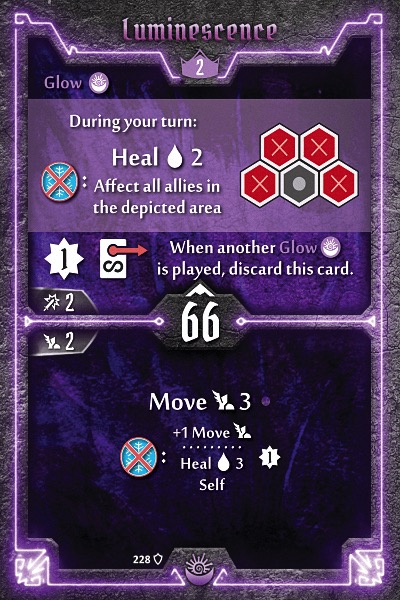 Luminescence
2
Glow
During your turn:
Heal 2
: Affect all allies in
the depicted area
1
When another Glow
is played, discard this card.
2
66
2
Move 3
+1 Move
:
Heal 3
1
Self
228